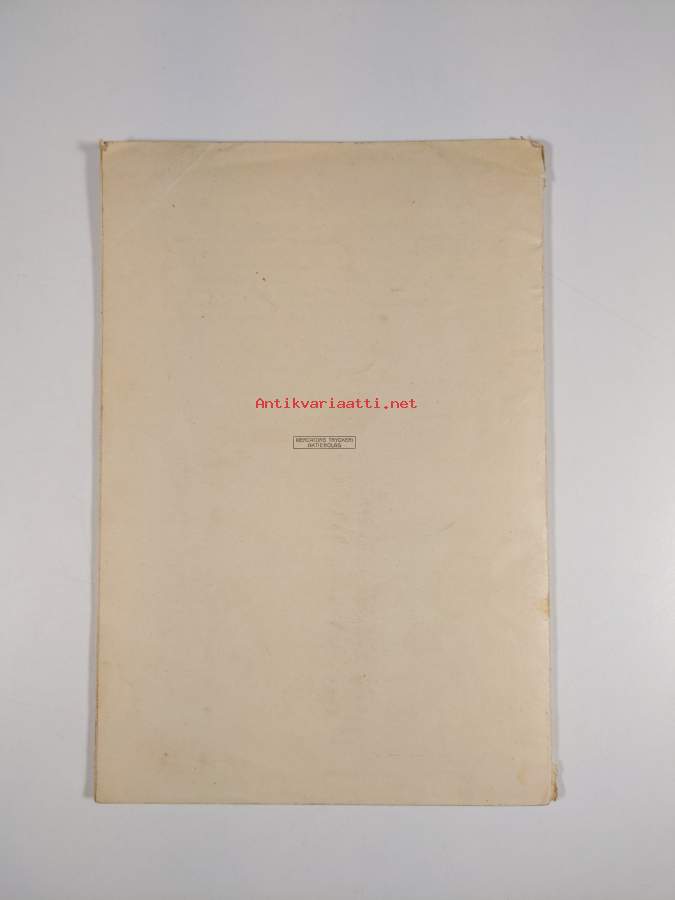 Antikvariaatti.net
MERCATORS TRYCKERI
AKTIEBOLAG